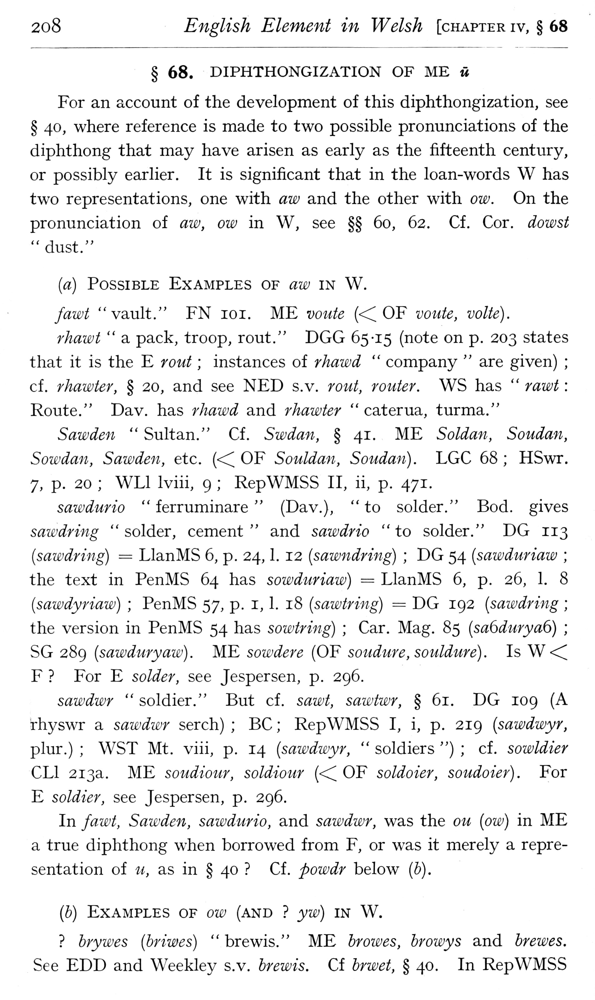 208 English Element in Welsh [CHAPTER IV, § 68
§ 68. DIPHTHONGIZATION OF ME ū
For an account of the development of this diphthongization, see
§ 40, where reference is made to two possible pronunciations of the
diphthong that may have arisen as early as the fifteenth century,
or possibly earlier. It is significant that in the loan-words W has
two representations, one with aw and the other with ow. On the
pronunciation of aw, ow in W, see §§ 60, 62. Cf. Cor. dowst
“ dust.”
(a) POSSIBLE EXAMPLES OF aw IN W.
fawt “ vault.” FN 101. ME voute (< OF voute, volte).
rhawt “ a pack, troop, rout.” DGG 65·15 (note on p. 203 states
that it is the E rout ; instances of rhawd “ company ” are given) ;
cf. rhawter, § 20, and see NED s.v. rout, router. WS has “ rawt :
Route.” Dav. has rhawd and rhawter “ caterua, turma.”
Sawden “ Sultan.” Cf. Swdan, § 41. ME Soldan, Soudan,
Sowdan, Sawden, etc. (< OF Souldan, Soudan). LGC 68 ; HSwr.
7, p. 20 ; WLl lviii, 9 ; RepWMSS II, ii, p. 471.
sawdurio “ ferruminare ” (Dav.), “ to solder.” Bod. gives
sawdring “ solder, cement ” and sawdrio “ to solder.” DG 113
(sawdring) = LlanMS 6, p. 24, l. 12 (sawndring) ; DG 54 (sawduriaw ;
the text in PenMS 64 has sowduriaw) = LlanMS 6, p. 26, l. 8
(sawdyriaw) ; PenMS 57, p. 1, l. 18 (sawtring) = DG 192 (sawdring ;
the version in PenMS 54 has sowtring) ; Car. Mag. 85 (saỽduryaỽ) ;
SG 289 (sawduryaw). ME sowdere (OF soudure, souldure). Is W <
F ? For E solder, see Jespersen, p. 296.
sawdwr “ soldier.” But cf. sawt, sawtwr, § 61. DG 109 (A
rhyswr a sawdwr serch) ; BC ; RepWMSS I, i, p. 219 (sawdwyr,
plur.) ; WST Mt. viii, p. 14 (sawdwyr, “ soldiers ”) ; cf. sowldier
CLl 213a. ME soudiour, soldiour (< OF soldoier, soudoier). For
E soldier, see Jespersen, p. 296.
In fawt, Sawden, sawdurio, and sawdwr, was the ou (ow) in ME
a true diphthong when borrowed from F, or was it merely a repre-
sentation of u, as in § 40 ? Cf. powdr below (b).
(b) EXAMPLES OF ow (AND ? yw) IN W.
? brywes (briwes) “ brewis.” ME browes, browys and brewes.
See EDD and Weekley s.v. brewis. Cf brwet, § 40. In RepWMSS